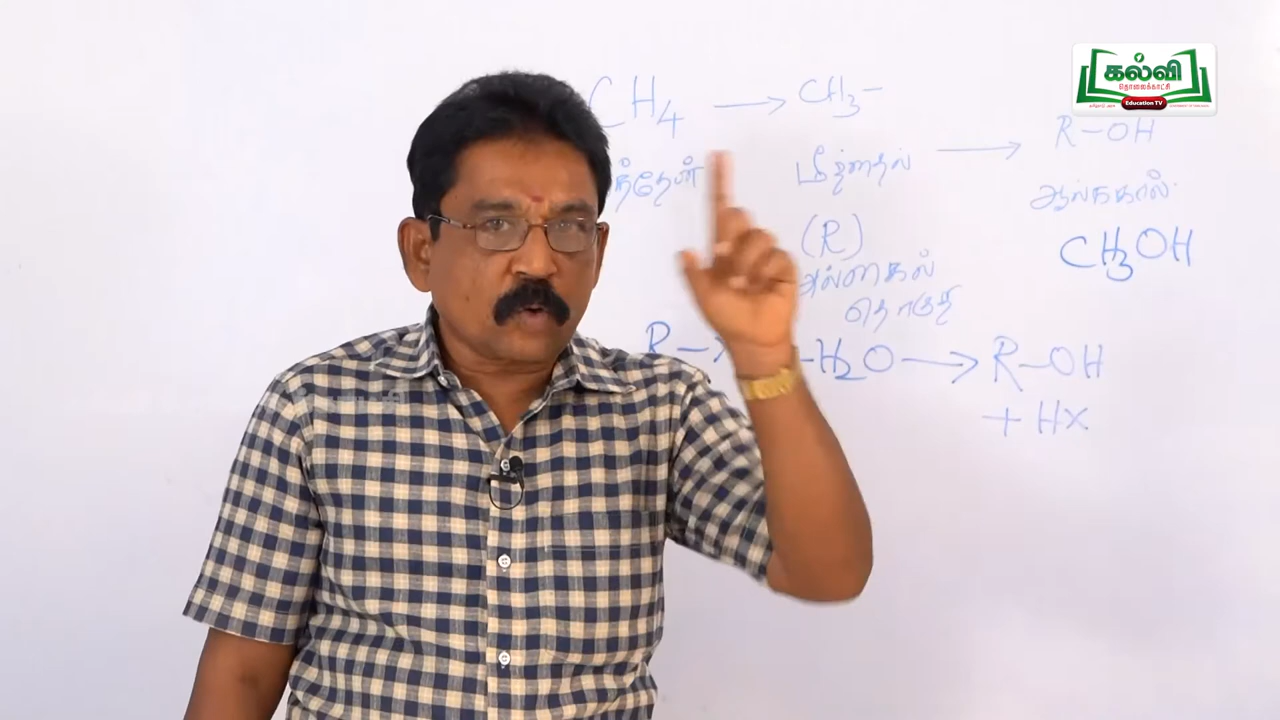 கல்வி
தொலைக்காட்சி
Education TV
CH4 → CH3−
மீத்தைல் → R−OH
ஆல்கஹால்
(R)
CH3OH
அல்கைல்
தொகுதி
R− H2O → R−OH
+ HX